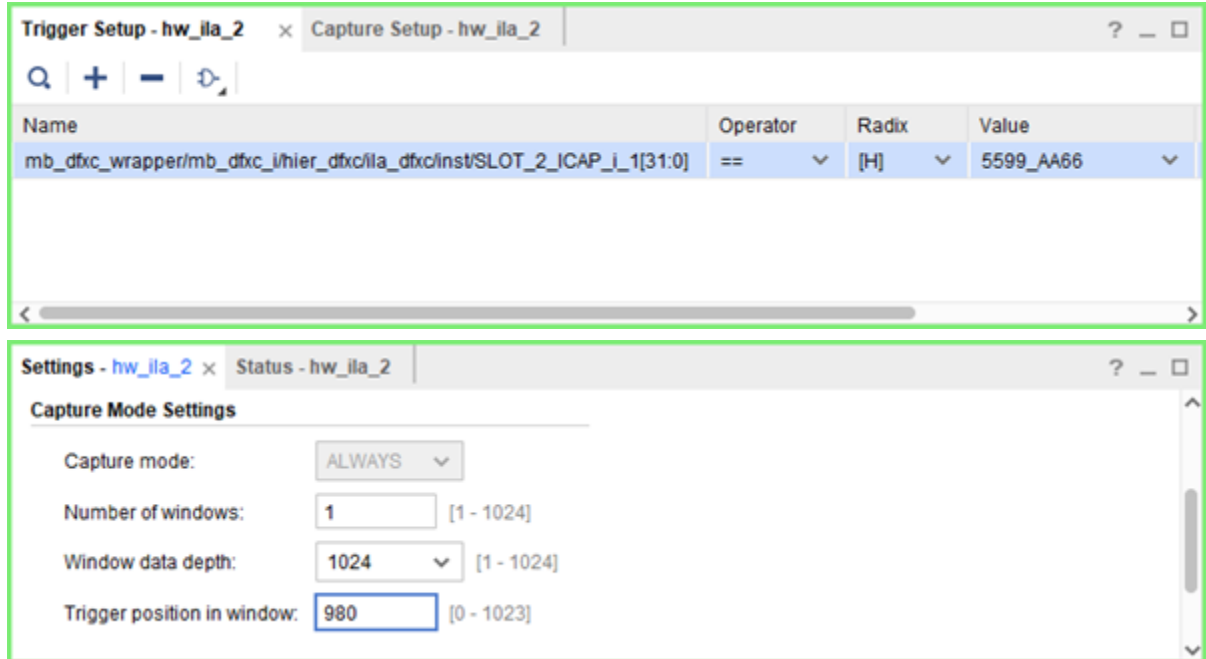 Trigger Setup - hw_ila_2 × Capture Setup - hw_ila_2 ? _ □
Name Operator Radix Value
mb_dfxc_wrapper/mb_dfxc_i/hier_dfxc/ila_dfxc/inst/SLOT_2_ICAP_i_1[31:0] == [H] 5599_AA66
Settings - hw_ila_2 × Status - hw_ila_2 ? _ □
Capture Mode Settings
Capture mode: ALWAYS
Number of windows: 1 [1 - 1024]
Window data depth: 1024 [1 - 1024]
Trigger position in window: 980 [0 - 1023]